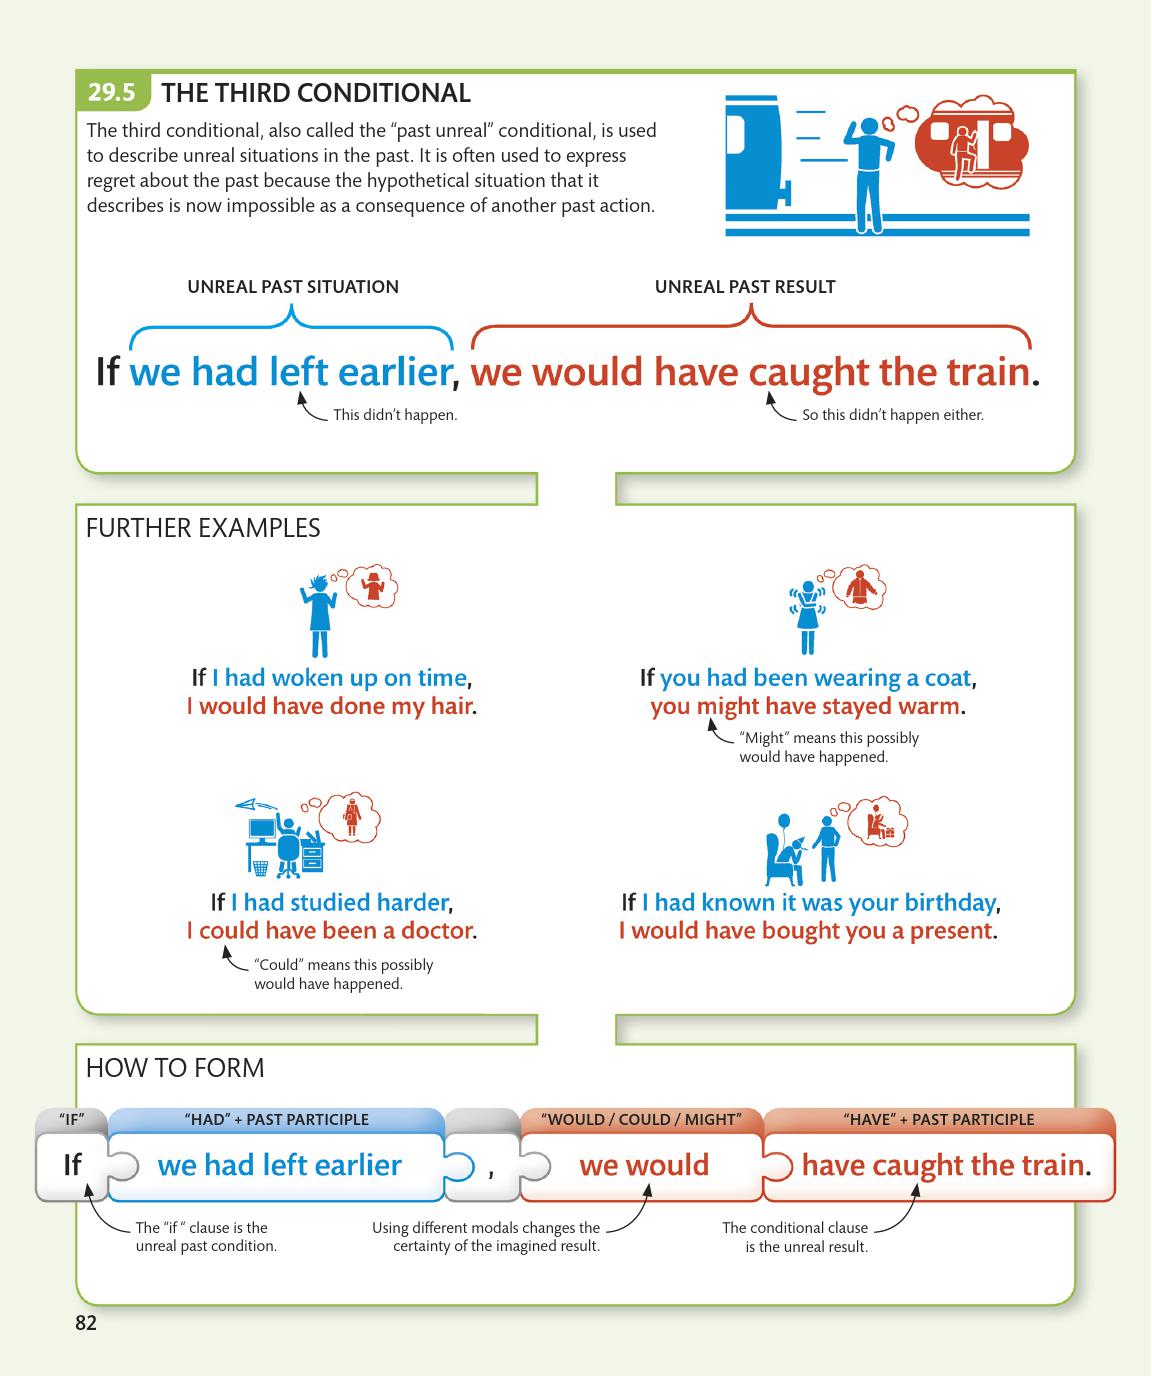 29.5 THE THIRD CONDITIONAL
The third conditional, also called the “past unreal” conditional, is used
to describe unreal situations in the past. It is often used to express
regret about the past because the hypothetical situation that it
describes is now impossible as a consequence of another past action.
UNREAL PAST SITUATION
UNREAL PAST RESULT
If we had left earlier, we would have caught the train.
This didn’t happen.
So this didn’t happen either.
FURTHER EXAMPLES
If I had woken up on time,
I would have done my hair.
If you had been wearing a coat,
you might have stayed warm.
“Might” means this possibly
would have happened.
If I had studied harder,
I could have been a doctor.
“Could” means this possibly
would have happened.
If I had known it was your birthday,
I would have bought you a present.
HOW TO FORM
“IF”
“HAD” + PAST PARTICIPLE
“WOULD / COULD / MIGHT”
“HAVE” + PAST PARTICIPLE
If we had left earlier , we would have caught the train.
The “if “ clause is the
unreal past condition.
Using different modals changes the
certainty of the imagined result.
The conditional clause
is the unreal result.
82